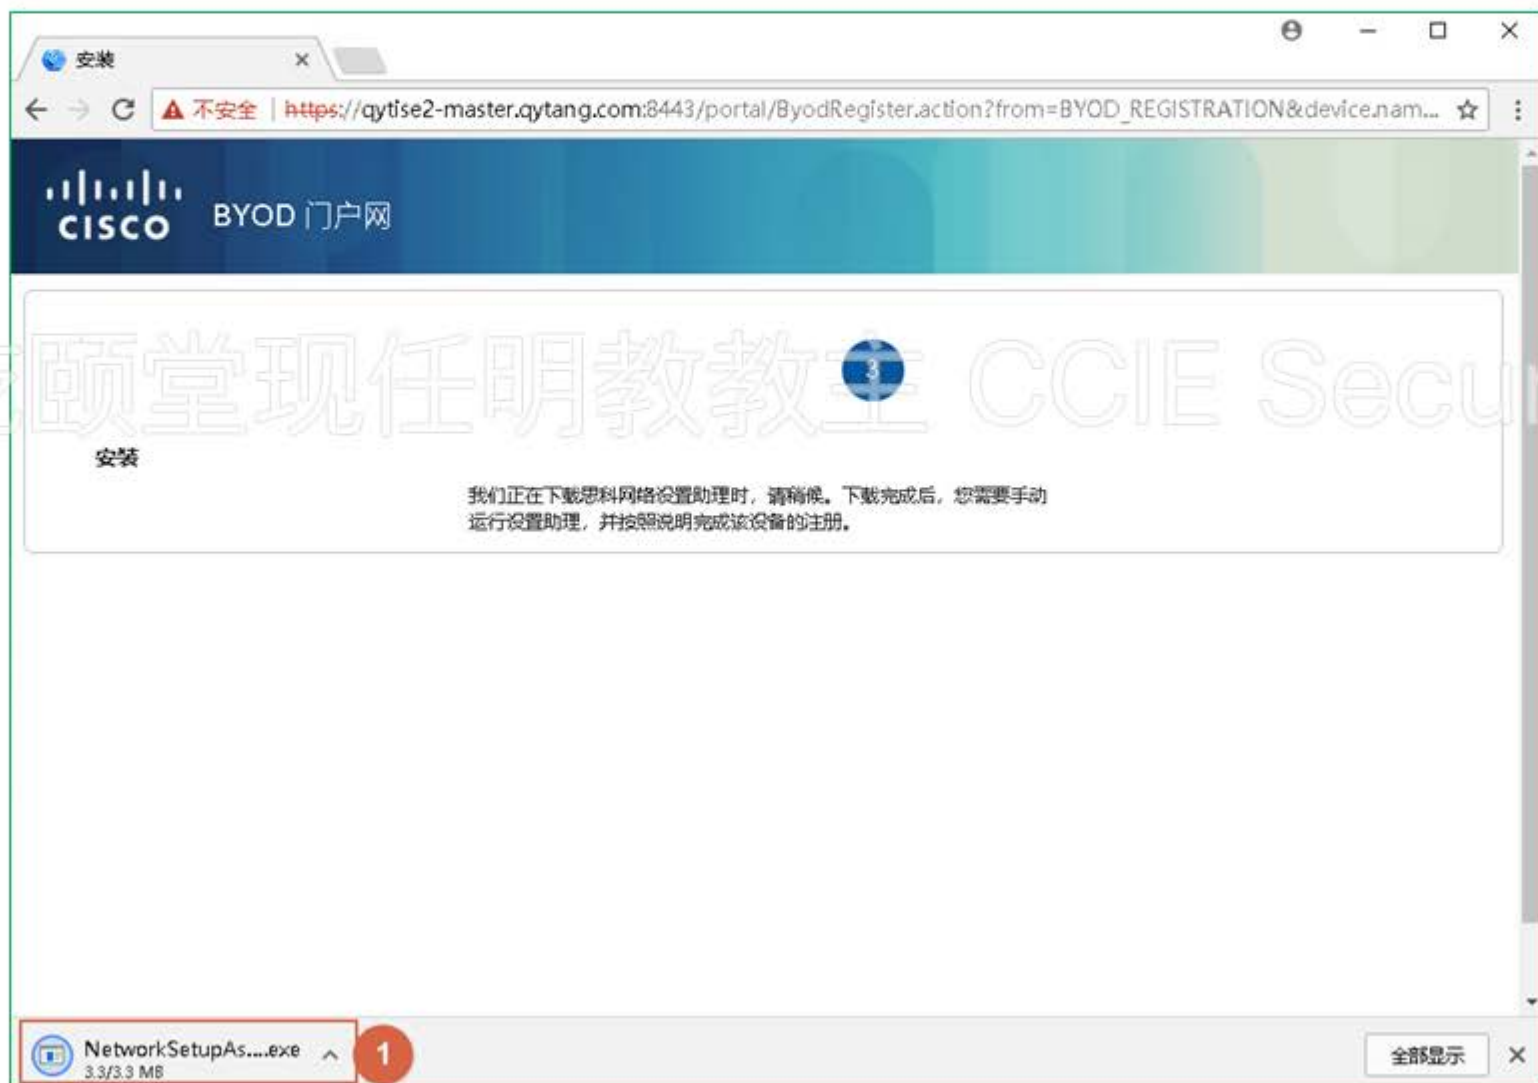 安装
不安全 | https://qytise2-master.qytang.com:8443/portal/ByodRegister.action?from=BYOD_REGISTRATION&device.nam...
CISCO
BYOD 门户网
颐堂现任明教教主 CCIE Secu
3
安装
我们正在下载思科网络设置助理时，请稍候。下载完成后，您需要手动
运行设置助理，并按照说明完成该设备的注册。
NetworkSetupAs....exe
3.3/3.3 MB
1
全部显示